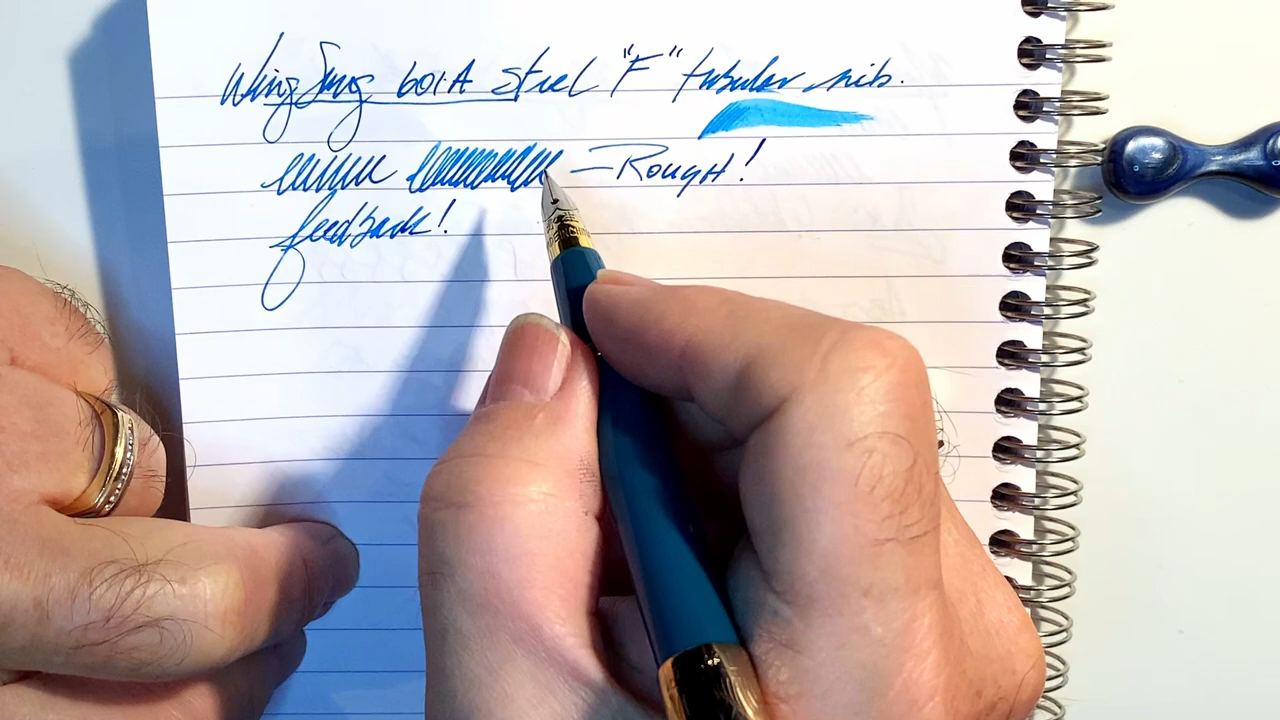 WingSung 601A steel "F" tubular nib.
= Rough!
feedback!